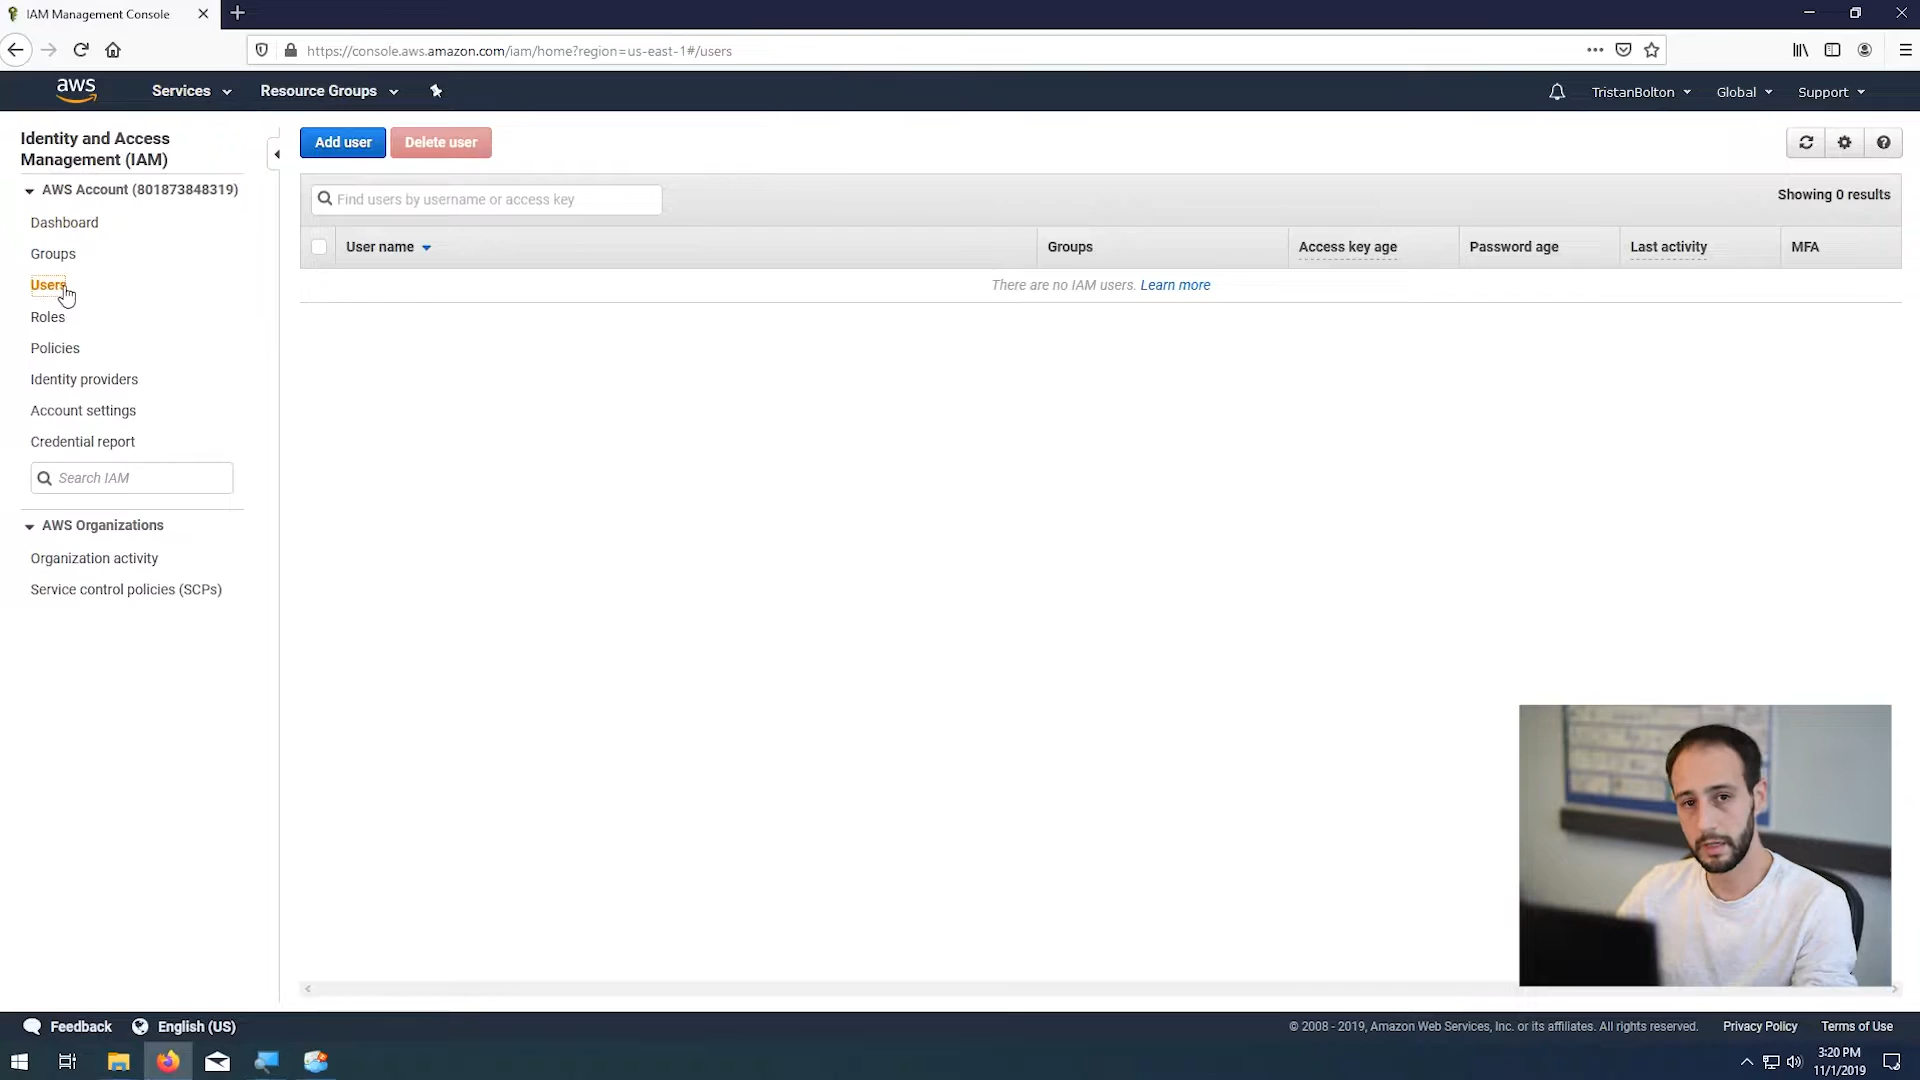 IAM Management Console
https://console.aws.amazon.com/iam/home?region=us-east-1#/users
aws
Services
Resource Groups
TristanBolton
Global
Support
Identity and Access
Management (IAM)
AWS Account (801873848319)
Dashboard
Groups
Users
Roles
Policies
Identity providers
Account settings
Credential report
Search IAM
AWS Organizations
Organization activity
Service control policies (SCPs)
Add user
Delete user
Find users by username or access key
Showing 0 results
User name
Groups
Access key age
Password age
Last activity
MFA
There are no IAM users. Learn more
Feedback
English (US)
© 2008 - 2019, Amazon Web Services, Inc. or its affiliates. All rights reserved.
Privacy Policy
Terms of Use
3:20 PM
11/1/2019